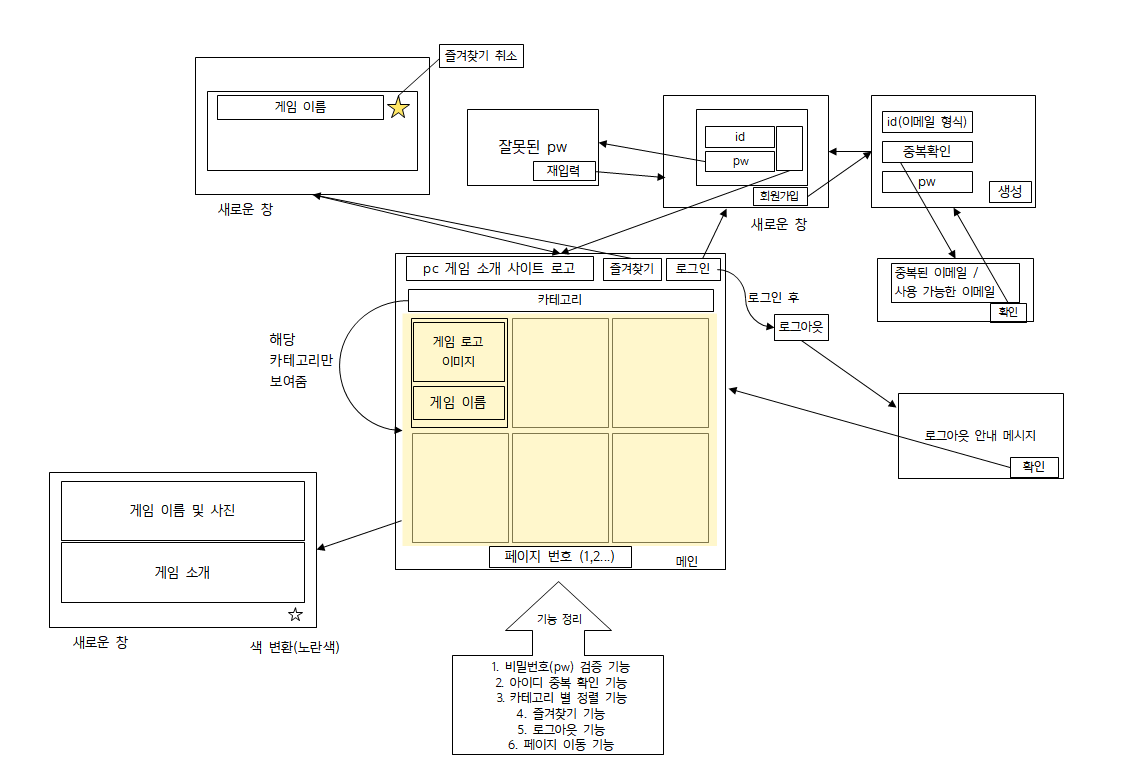 즐겨찾기 취소
게임 이름
새로운 창
잘못된 pw
재입력
id
pw
회원가입
새로운 창
id(이메일 형식)
중복확인
pw
생성
중복된 이메일 /
사용 가능한 이메일
확인
pc 게임 소개 사이트 로고
즐겨찾기
로그인
로그인 후
로그아웃
카테고리
해당
카테고리만
보여줌
게임 로고
이미지
게임 이름
로그아웃 안내 메시지
확인
게임 이름 및 사진
게임 소개
새로운 창
색 변환(노란색)
페이지 번호 (1,2...)
메인
기능 정리
1. 비밀번호(pw) 검증 기능
2. 아이디 중복 확인 기능
3. 카테고리 별 정렬 기능
4. 즐겨찾기 기능
5. 로그아웃 기능
6. 페이지 이동 기능